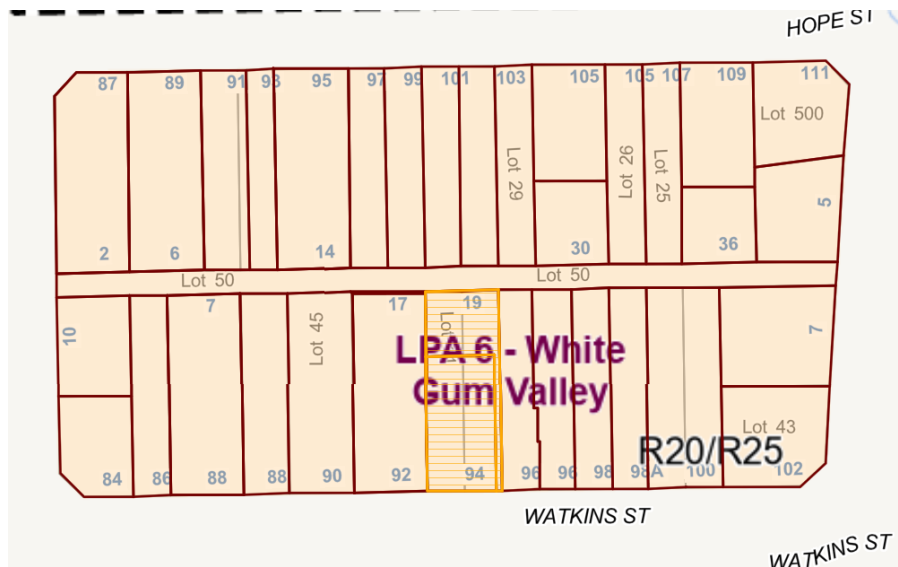 HOPE ST
87 89 91 93 95 97 99 101 103 105 105 107 109 111
Lot 500
Lot 29
Lot 26
Lot 25
5
2 6 14 30 36
Lot 50 Lot 50
10 7 Lot 45 17 19 7
Lot
LPA 6 - White
Gum Valley
Lot 43
R20/R25
84 86 88 88 90 92 94 96 96 98 98A 100 102
WATKINS ST
WATKINS ST